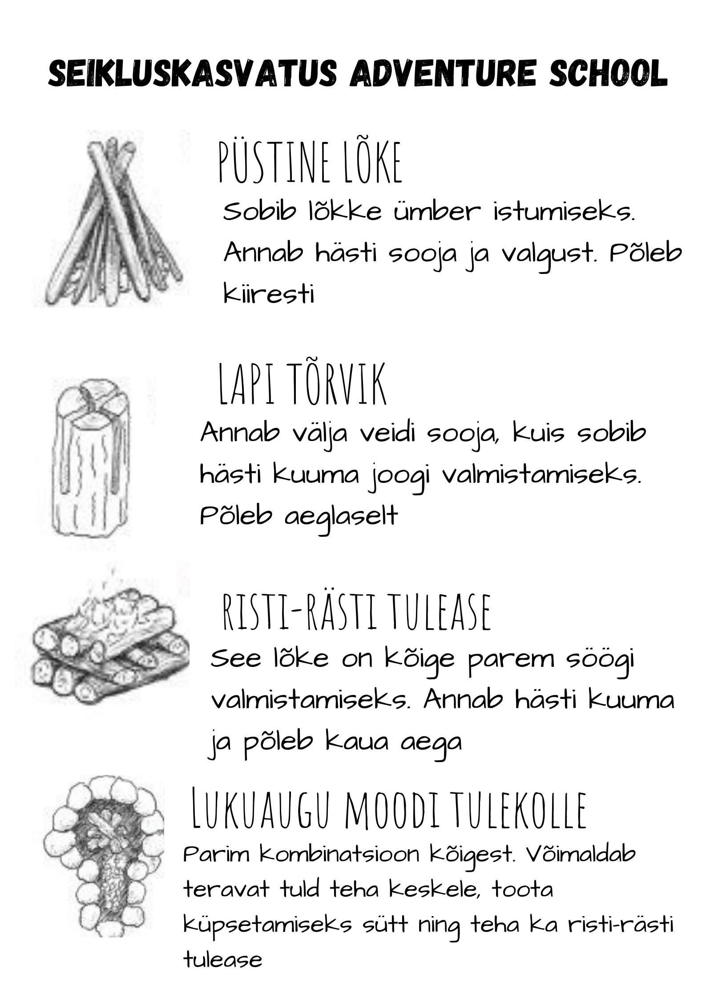 SEIKLUSKASVATUS ADVENTURE SCHOOL
PÜSTINE LÕKE
Sobib lõkke ümber istumiseks.
Annab hästi sooja ja valgust. Põleb
kiiresti
LAPI TÕRVIK
Annab välja veidi sooja, kuis sobib
hästi kuuma joogi valmistamiseks.
Põleb aeglaselt
RISTI-RÄSTI TULEASE
See lõke on kõige parem söögi
valmistamiseks. Annab hästi kuuma
ja põleb kaua aega
LUKUAUGU MOODI TULEKOLLE
Parim kombinatsioon kõigest. Võimaldab
teravat tuld teha keskele, toota
küpsetamiseks sütt ning teha ka risti-rästi
tulease